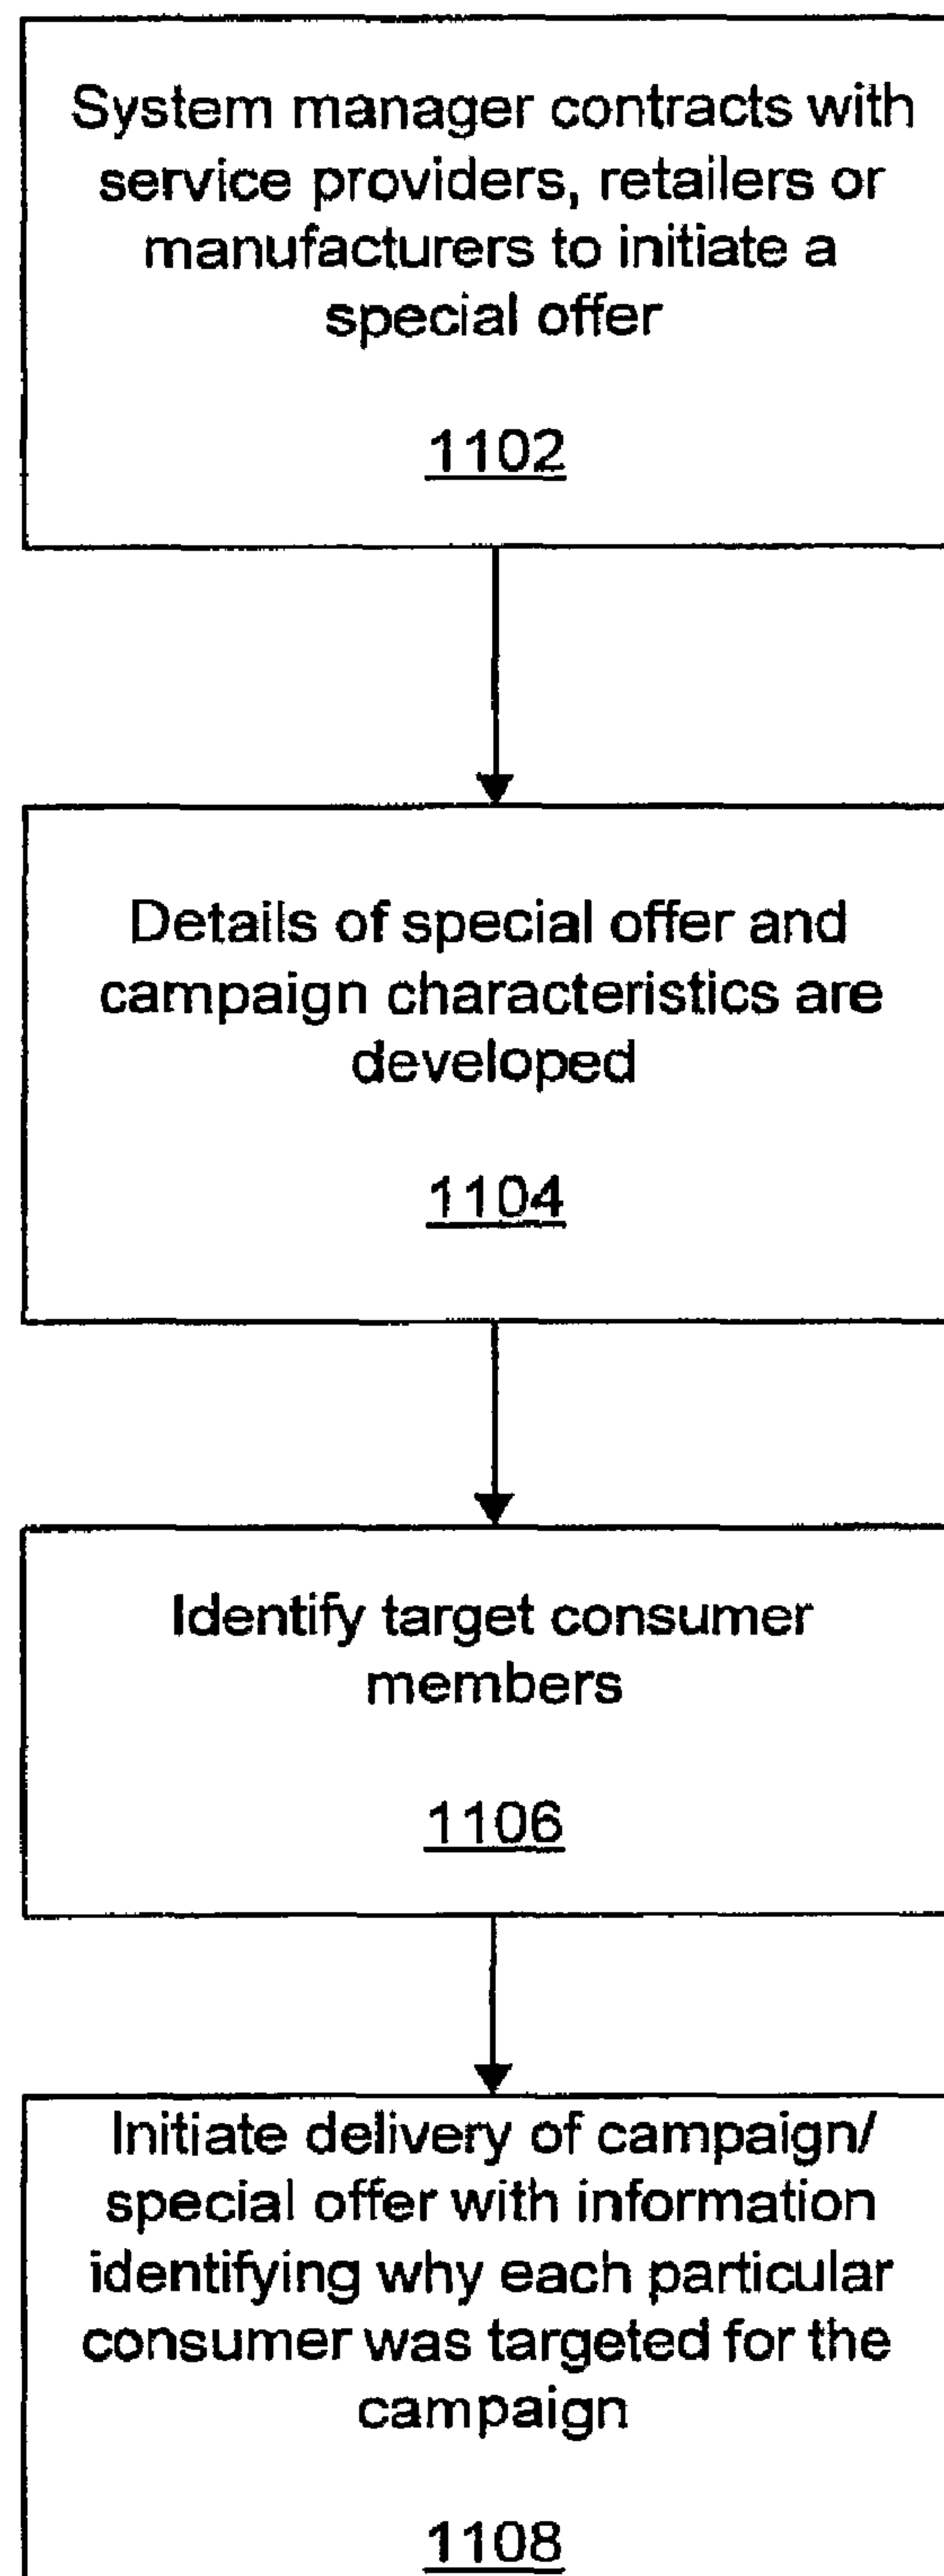 System manager contracts with
service providers, retailers or
manufacturers to initiate a
special offer
1102
Details of special offer and
campaign characteristics are
developed
1104
Identify target consumer
members
1106
Initiate delivery of campaign/
special offer with information
identifying why each particular
consumer was targeted for the
campaign
1108